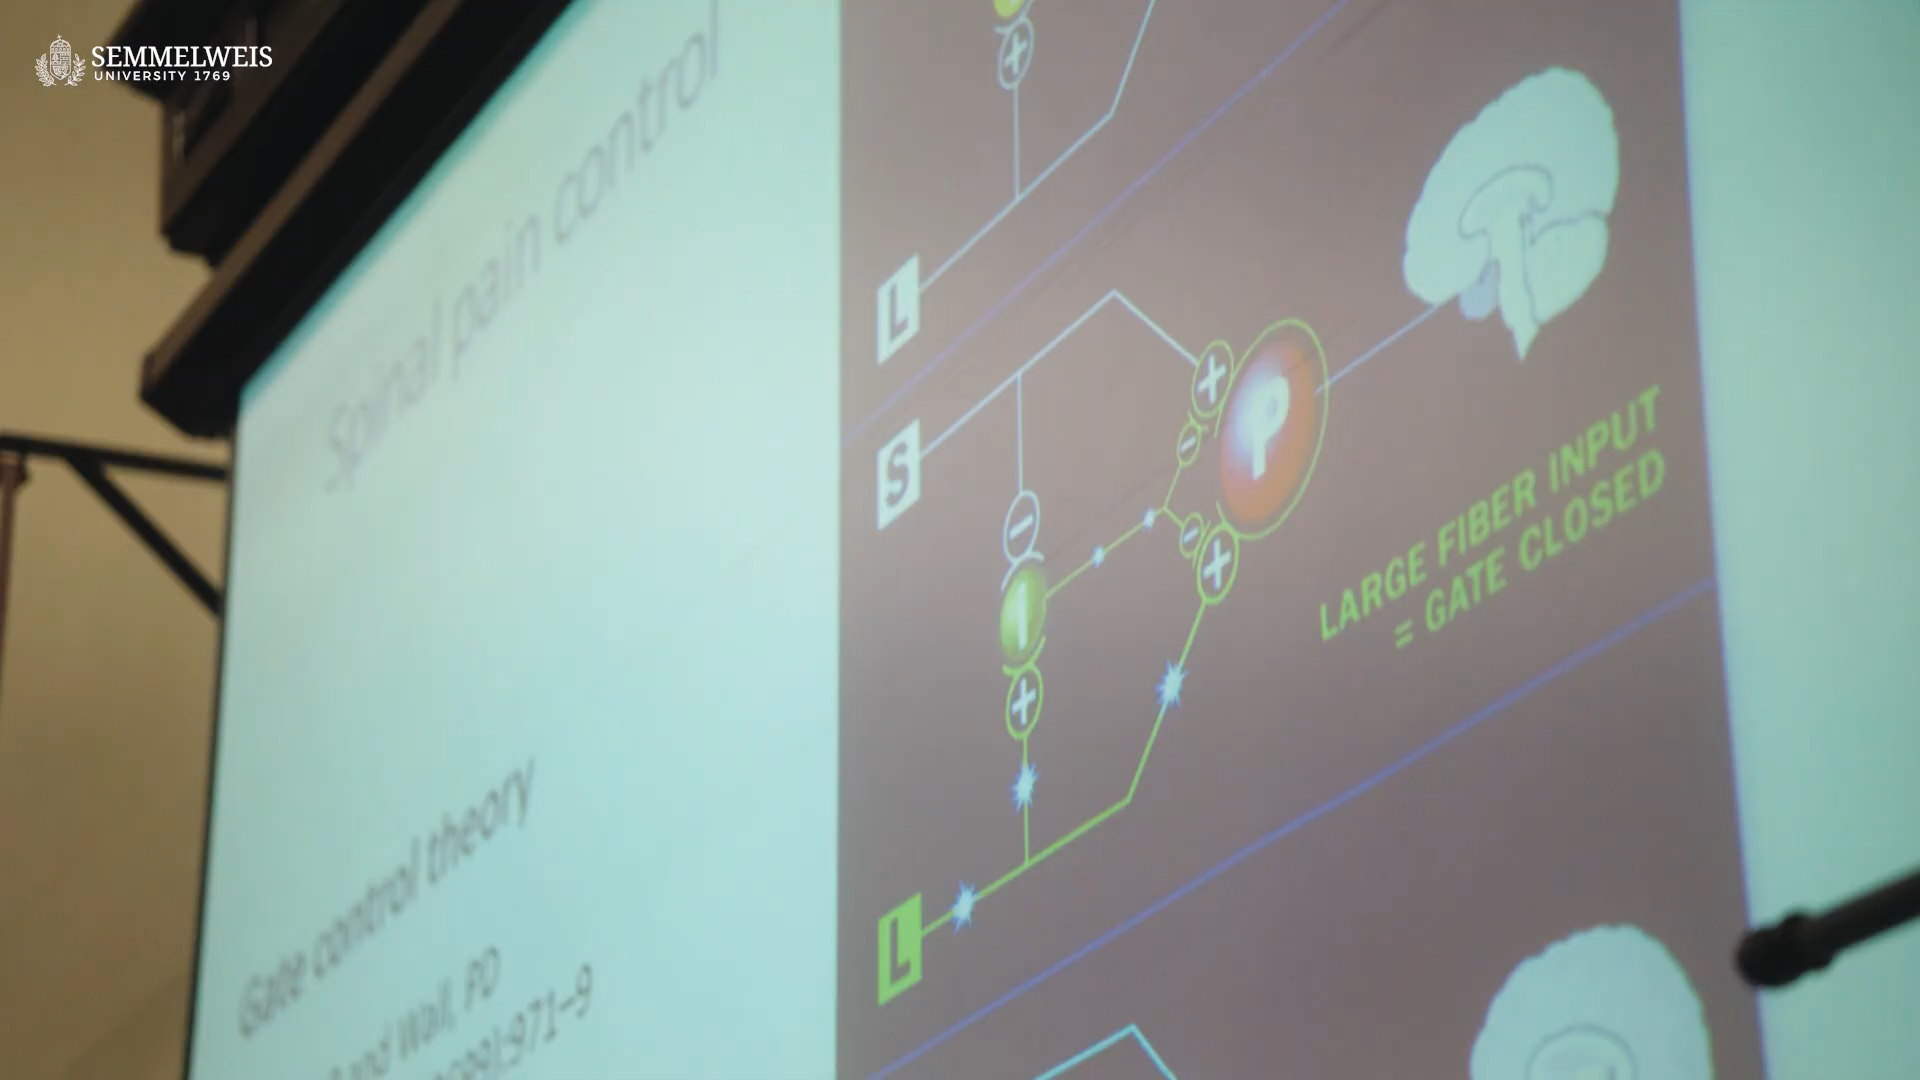 SEMMELWEIS
UNIVERSITY 1769
Spinal pain control
Gate control theory
and Wall, PD
:971–9
+
L
S
+
−
P
−
−
+
I
+
L
LARGE FIBER INPUT
= GATE CLOSED